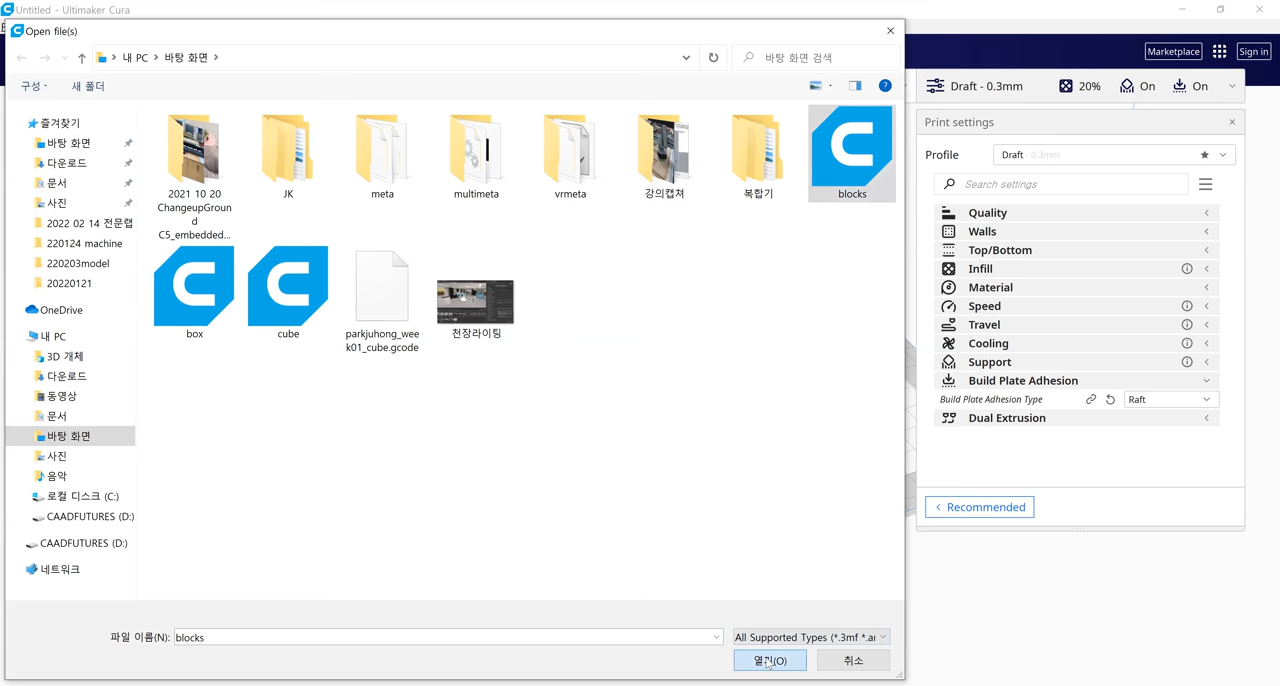 Untitled - Ultimaker Cura
Open file(s)
내 PC
바탕 화면
바탕 화면 검색
Marketplace
Sign in
구성
새 폴더
Draft - 0.3mm
20%
On
On
즐겨찾기
바탕 화면
다운로드
문서
사진
2022 02 14 전문랩
220124 machine
220203model
20220121
OneDrive
내 PC
3D 개체
다운로드
동영상
문서
바탕 화면
사진
음악
로컬 디스크 (C:)
CAADFUTURES (D:)
CAADFUTURES (D:)
네트워크
2021 10 20
ChangeupGroun
d
C5_embedded...
JK
meta
multimeta
vrmeta
강의캡쳐
복합기
blocks
box
cube
parkjuhong_wee
k01_cube.gcode
천장라이팅
Print settings
Profile
Draft 0.3mm
Search settings
Quality
Walls
Top/Bottom
Infill
Material
Speed
Travel
Cooling
Support
Build Plate Adhesion
Build Plate Adhesion Type
Raft
Dual Extrusion
Recommended
파일 이름(N):
blocks
All Supported Types (*.3mf *.ai
열기(O)
취소